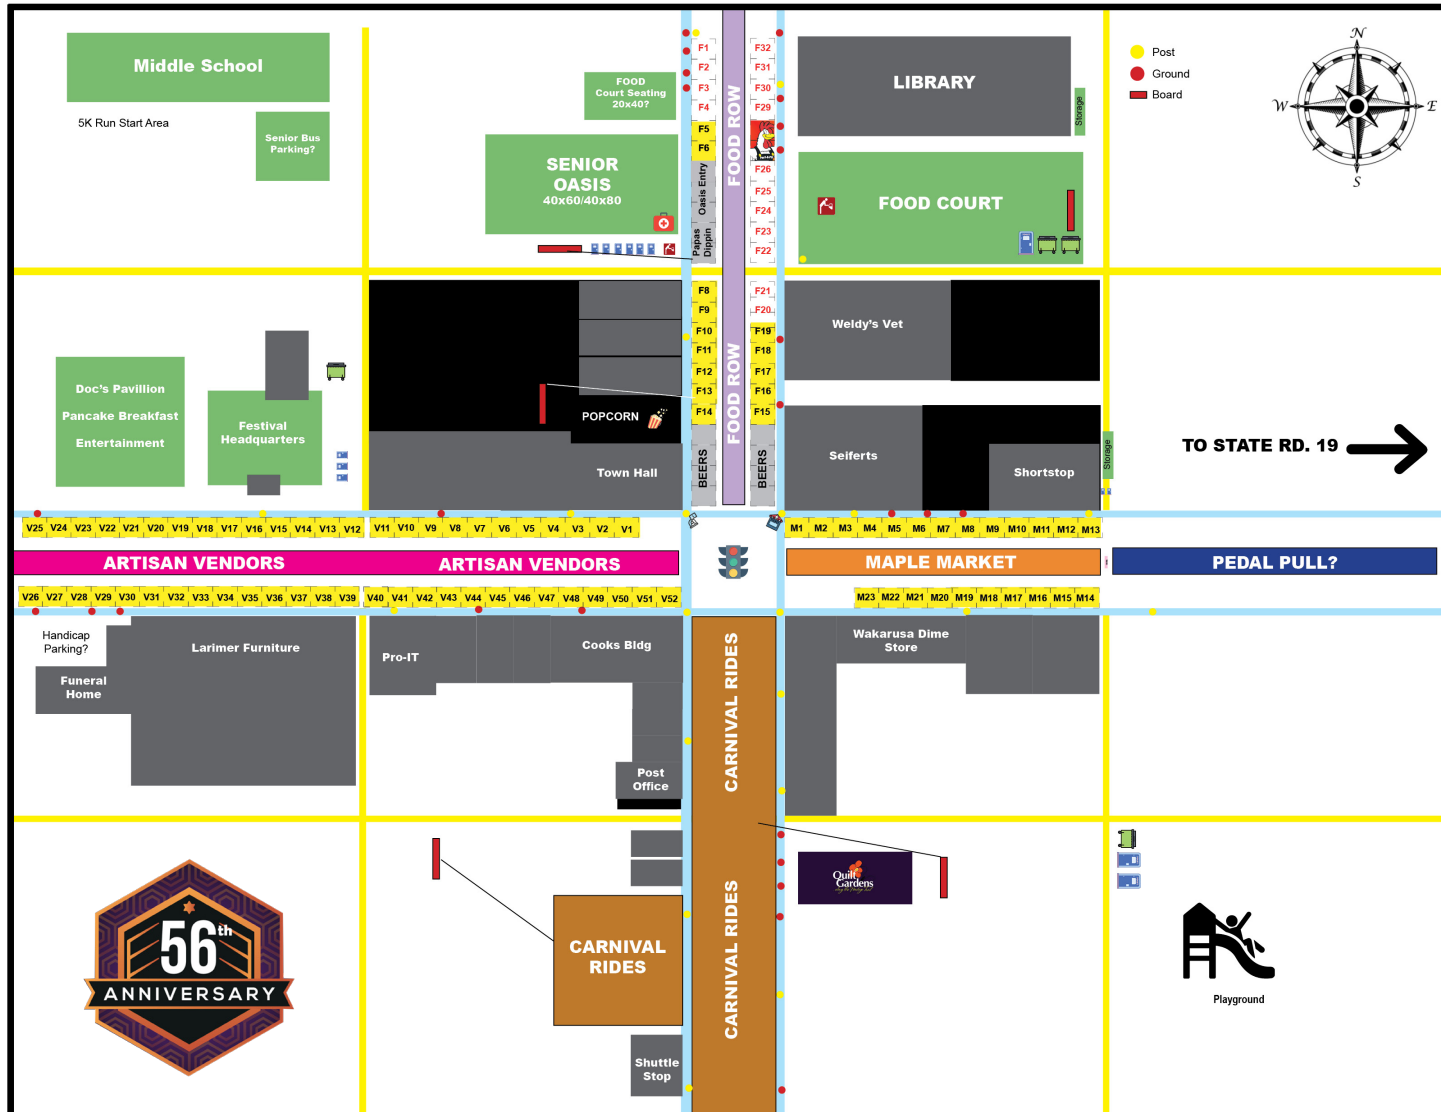 Middle School
5K Run Start Area
Senior Bus
Parking?
FOOD
Court Seating
20x40?
SENIOR
OASIS
40x60/40x80
F1
F2
F3
F4
F5
F6
Oasis Entry
Papas
Dippin
FOOD ROW
F32
F31
F30
F29
F26
F25
F24
F23
F22
LIBRARY
Storage
FOOD COURT
Post
Ground
Board
N
W
E
S
Doc's Pavillion
Pancake Breakfast
Entertainment
Festival
Headquarters
POPCORN
Town Hall
F8
F9
F10
F11
F12
F13
F14
BEERS
FOOD ROW
F21
F20
F19
F18
F17
F16
F15
BEERS
Weldy's Vet
Seiferts
Shortstop
Storage
TO STATE RD. 19
V25 V24 V23 V22 V21 V20 V19 V18 V17 V16 V15 V14 V13 V12
V11 V10 V9 V8 V7 V6 V5 V4 V3 V2 V1
M1 M2 M3 M4 M5 M6 M7 M8 M9 M10 M11 M12 M13
ARTISAN VENDORS
ARTISAN VENDORS
MAPLE MARKET
PEDAL PULL?
V26 V27 V28 V29 V30 V31 V32 V33 V34 V35 V36 V37 V38 V39
V40 V41 V42 V43 V44 V45 V46 V47 V48 V49 V50 V51 V52
M23 M22 M21 M20 M19 M18 M17 M16 M15 M14
Handicap
Parking?
Funeral
Home
Larimer Furniture
Pro-IT
Cooks Bldg
Post
Office
CARNIVAL RIDES
Wakarusa Dime
Store
56th
ANNIVERSARY
CARNIVAL
RIDES
Shuttle
Stop
CARNIVAL RIDES
Quilt
Gardens
Playground